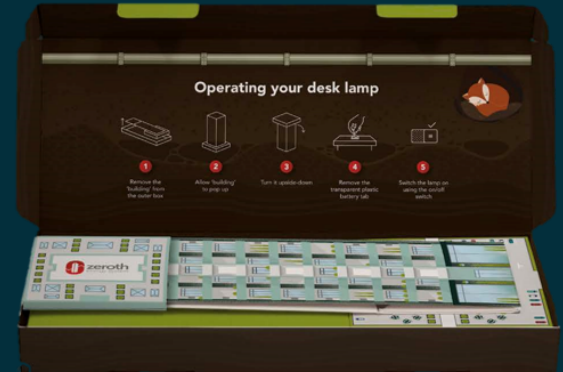 Operating your desk lamp
1
2
3
4
5
Remove the
'building' from
the outer box
Allow 'building'
to pop up
Turn it upside-down
Remove the
transparent plastic
battery tab
Switch the lamp on
using the on/off
switch
zeroth